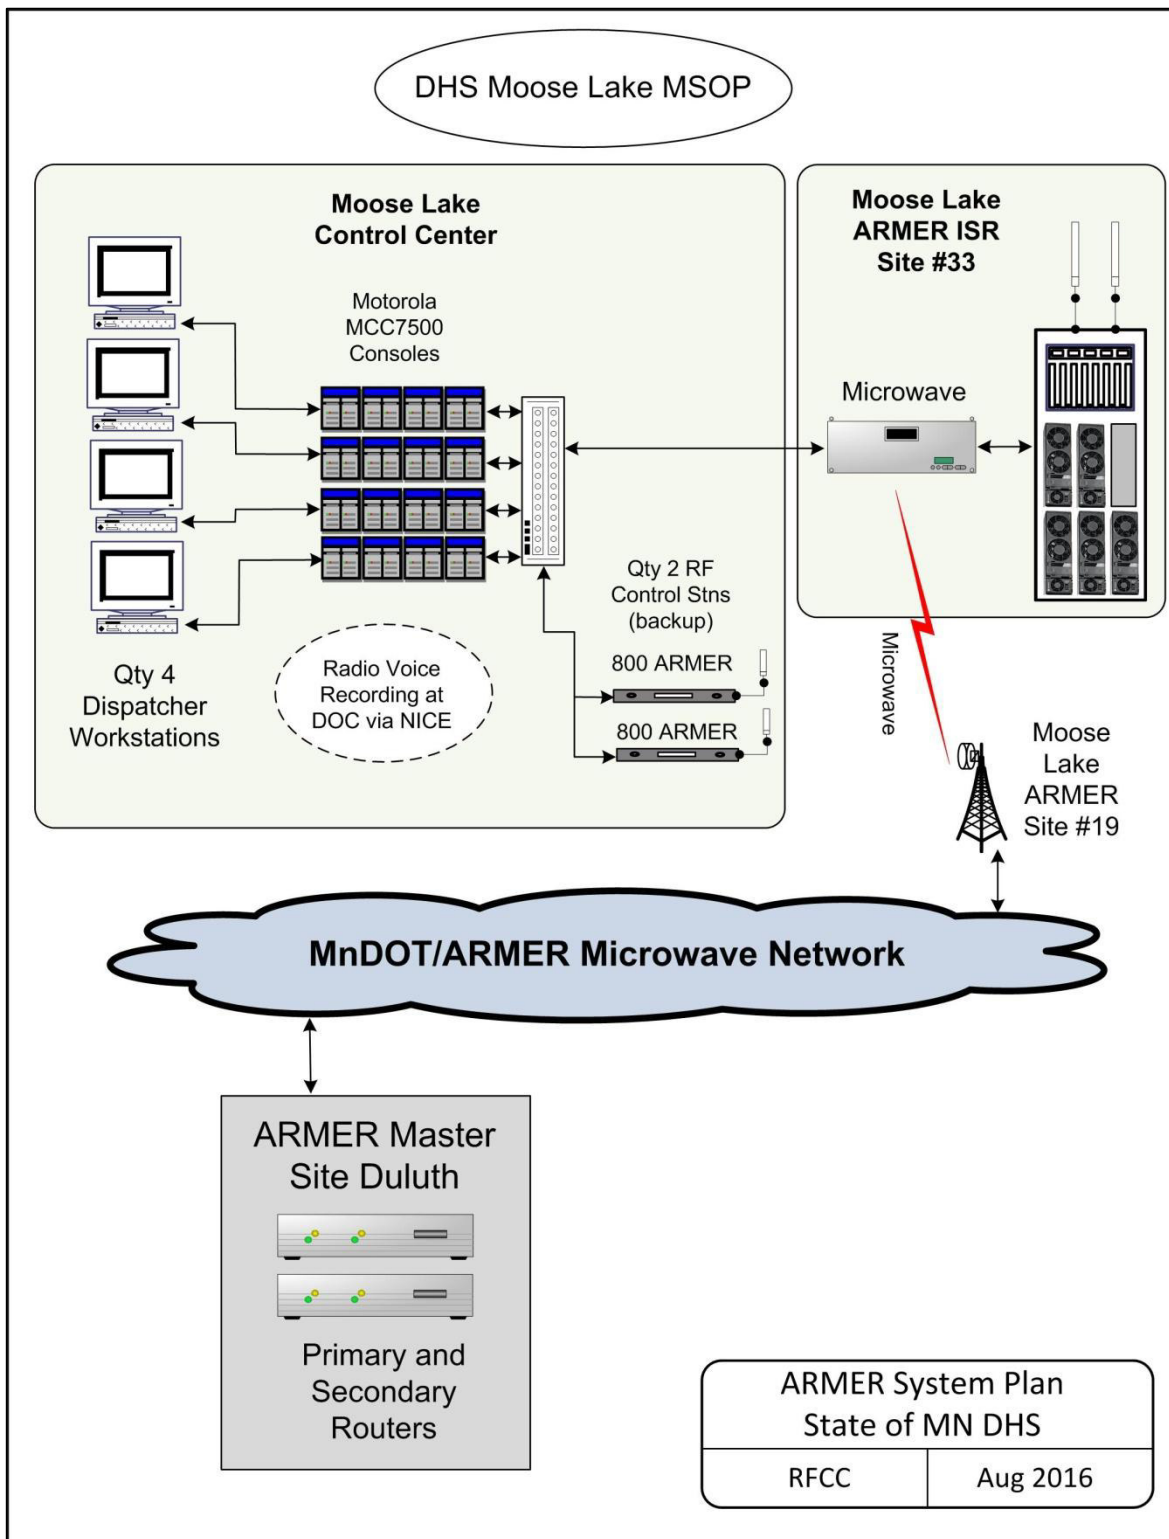 DHS Moose Lake MSOP
Moose Lake
Control Center
Motorola
MCC7500
Consoles
Qty 4
Dispatcher
Workstations
Radio Voice
Recording at
DOC via NICE
Qty 2 RF
Control Stns
(backup)
800 ARMER
800 ARMER
Moose Lake
ARMER ISR
Site #33
Microwave
Microwave
Moose
Lake
ARMER
Site #19
MnDOT/ARMER Microwave Network
ARMER Master
Site Duluth
Primary and
Secondary
Routers
ARMER System Plan
State of MN DHS
RFCC
Aug 2016